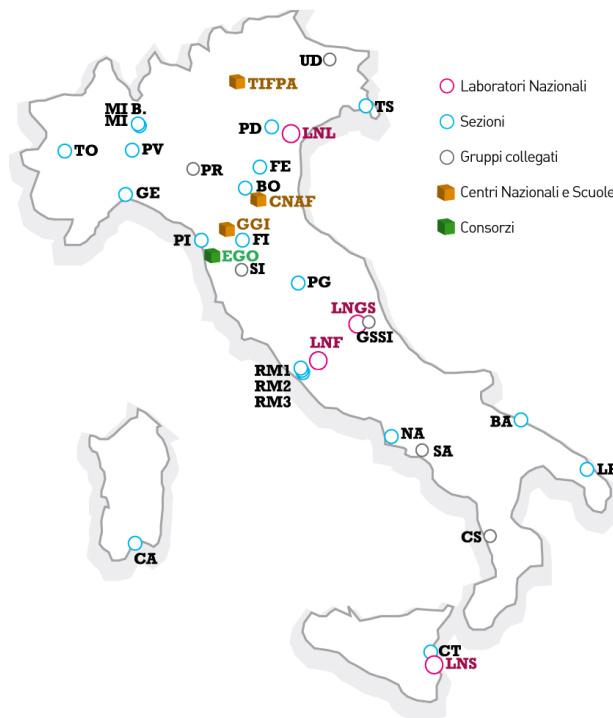 UD
TIFPA
Laboratori Nazionali
MI B.
MI
TS
PD
LNL
Sezioni
TO
PV
PR
FE
Gruppi collegati
BO
GE
CNAF
Centri Nazionali e Scuole
GGI
PI
FI
Consorzi
EGO
SI
PG
LNGS
GSSI
LNF
RM1
RM2
RM3
BA
NA
SA
LE
CS
CA
CT
LNS